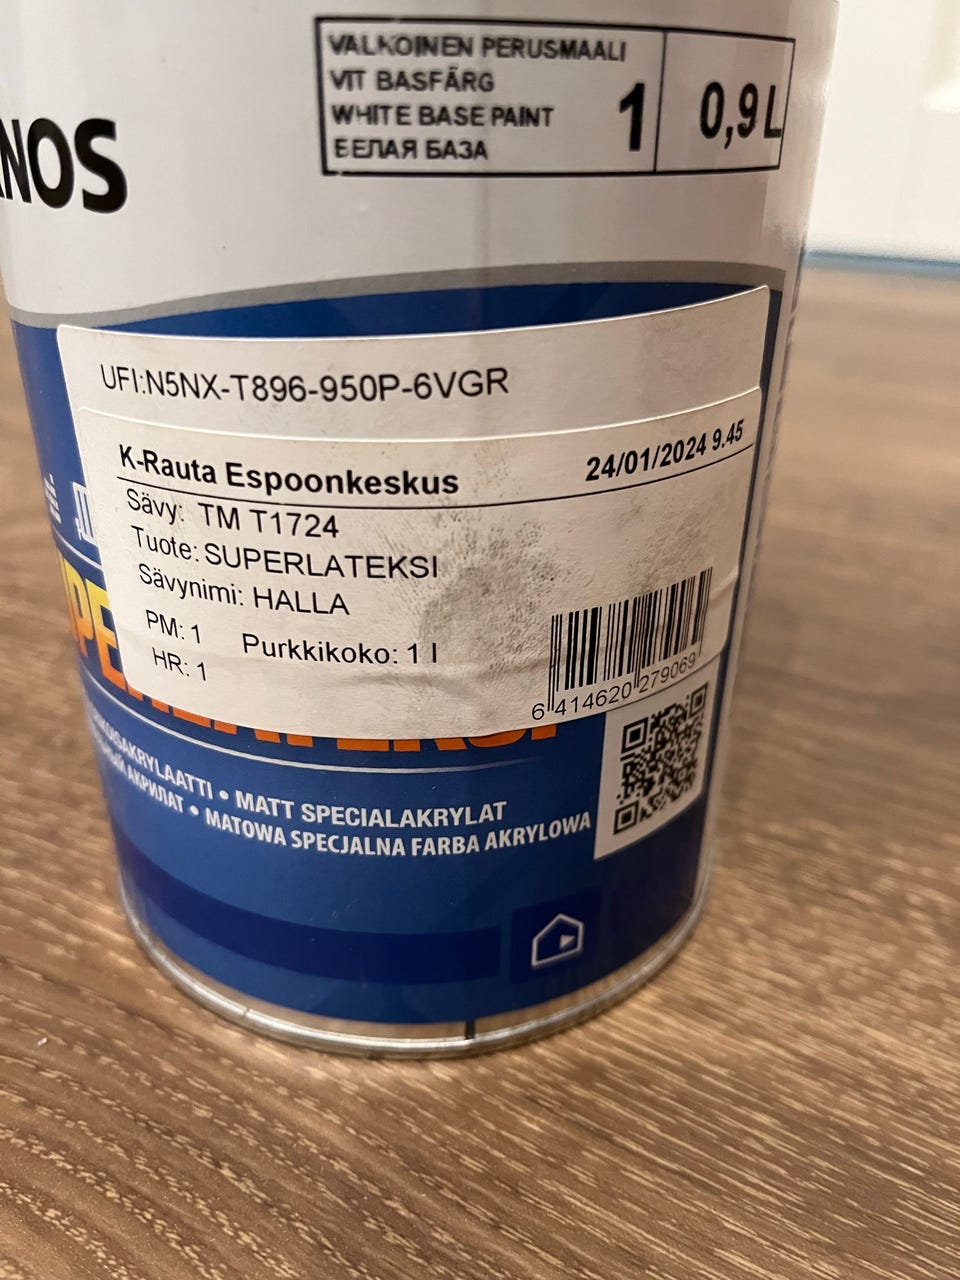 VALKOINEN PERUSMAALI
VIT BASFÄRG
WHITE BASE PAINT
БЕЛАЯ БАЗА
1
0,9 L
NOS
UFI:N5NX-T896-950P-6VGR
K-Rauta Espoonkeskus 24/01/2024 9.45
Sävy: TM T1724
Tuote: SUPERLATEKSI
Sävynimi: HALLA
PM: 1 Purkkikoko: 1 l
HR: 1
6 414620 279069
• MATT SPECIALAKRYLAT
АКРИЛАТ • MATOWA SPECJALNA FARBA AKRYLOWA